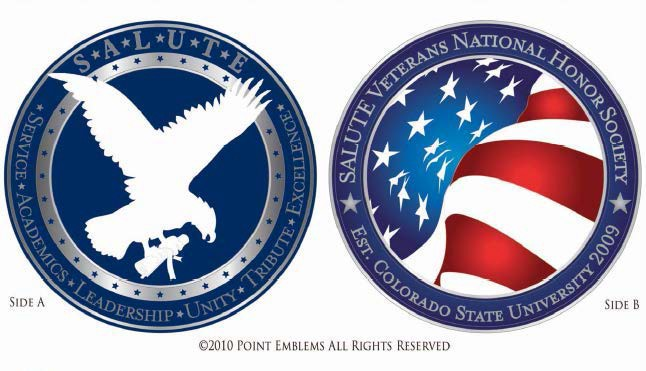 S★A★L★U★T★E
★ Service ★ Academics ★ Leadership ★ Unity ★ Tribute ★ Excellence ★
Side A
SALUTE Veterans National Honor Society
★ Est. Colorado State University 2009 ★
Side B
©2010 Point Emblems All Rights Reserved